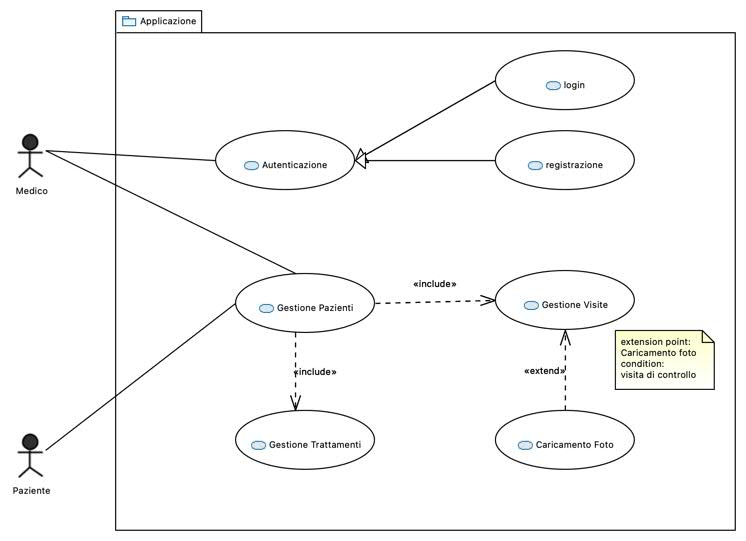 Applicazione
login
Medico
Autenticazione
registrazione
«include»
Gestione Pazienti
Gestione Visite
extension point:
Caricamento foto
condition:
visita di controllo
«include»
«extend»
Paziente
Gestione Trattamenti
Caricamento Foto